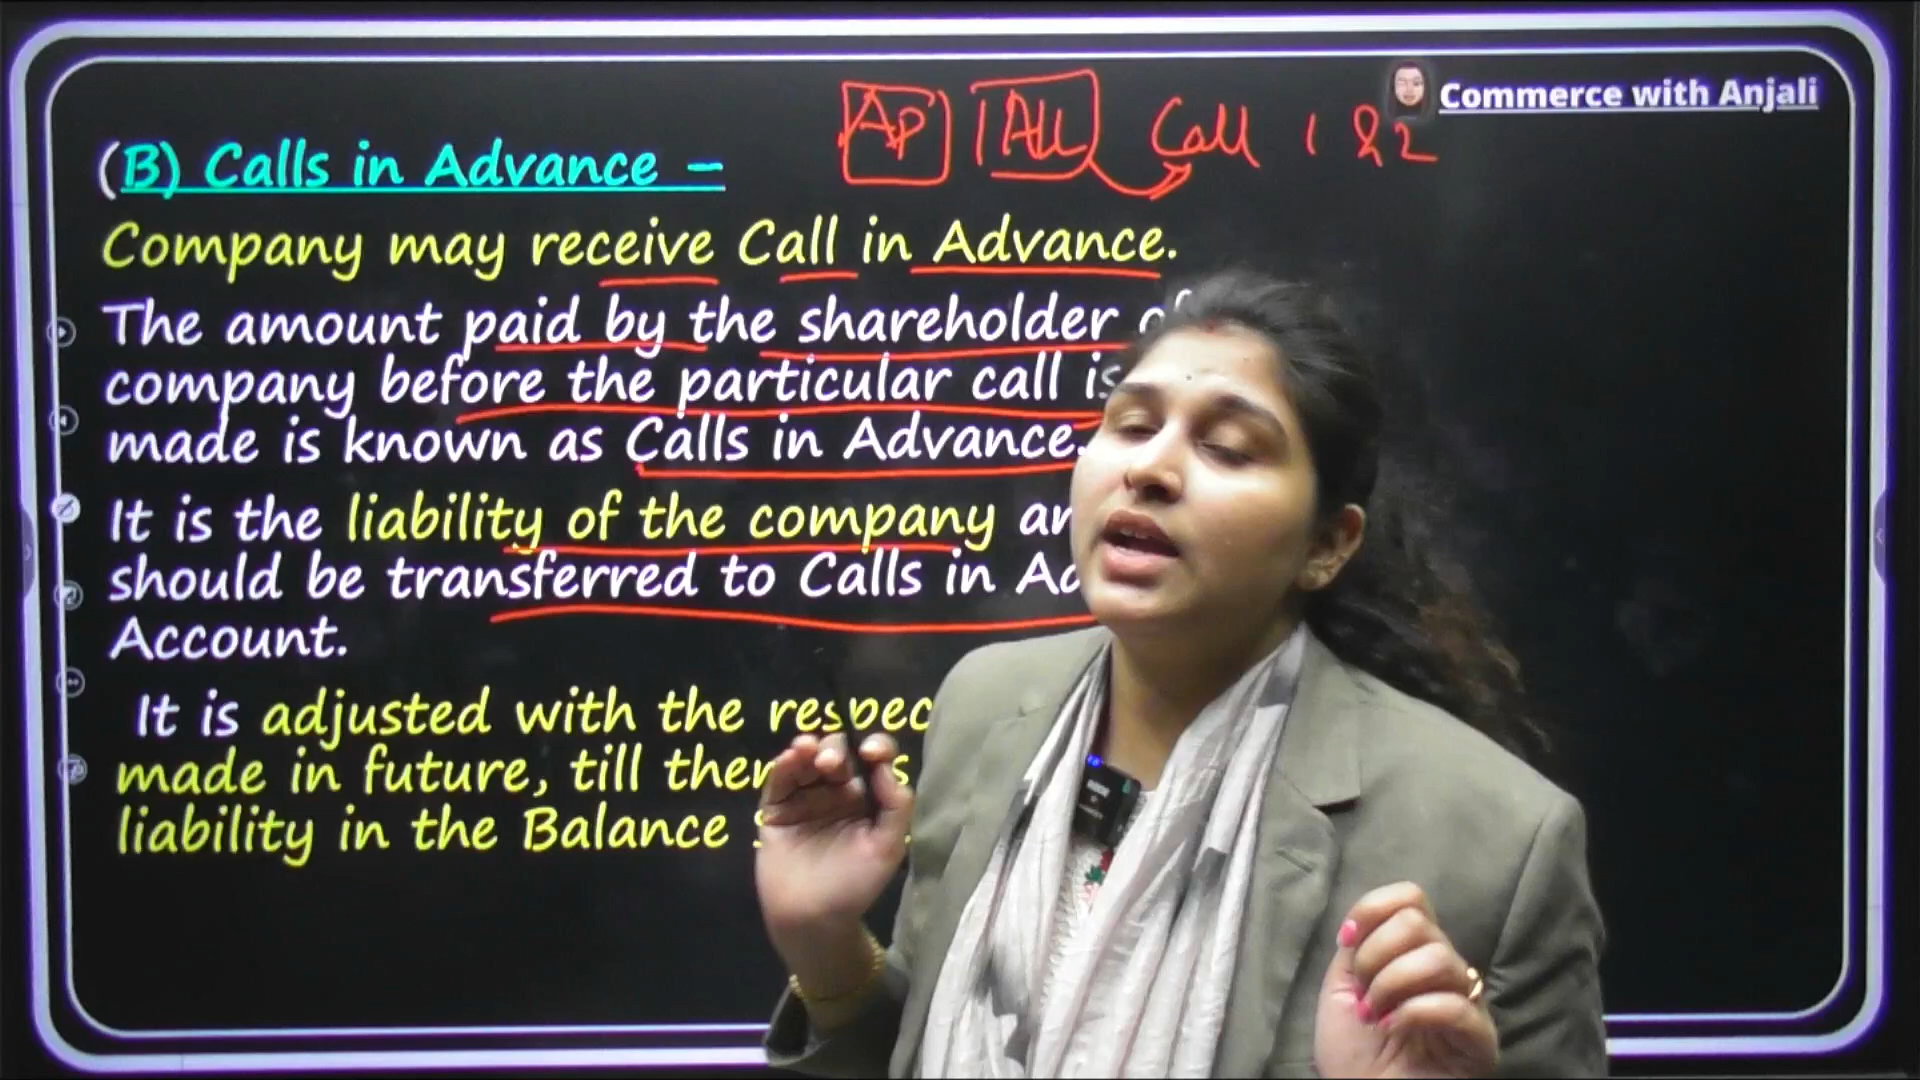 Commerce with Anjali
AP All Call 1 & 2
(B) Calls in Advance –
Company may receive Call in Advance.
The amount paid by the shareholder
company before the particular call is
made is known as Calls in Advance.
It is the liability of the company
should be transferred to Calls in
Account.
It is adjusted with the
made in future, till
liability in the Balance